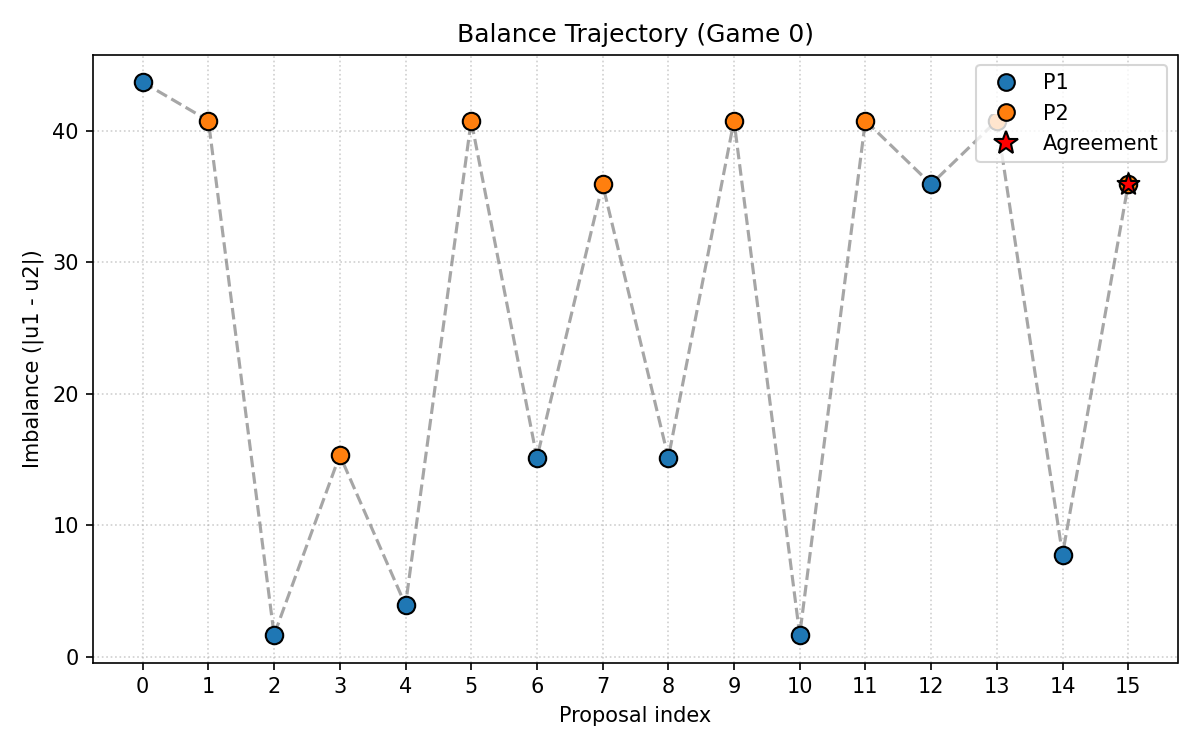 Balance Trajectory (Game 0)
Imbalance (|u1 - u2|)
40
30
20
10
0
P1
P2
Agreement
0 1 2 3 4 5 6 7 8 9 10 11 12 13 14 15
Proposal index